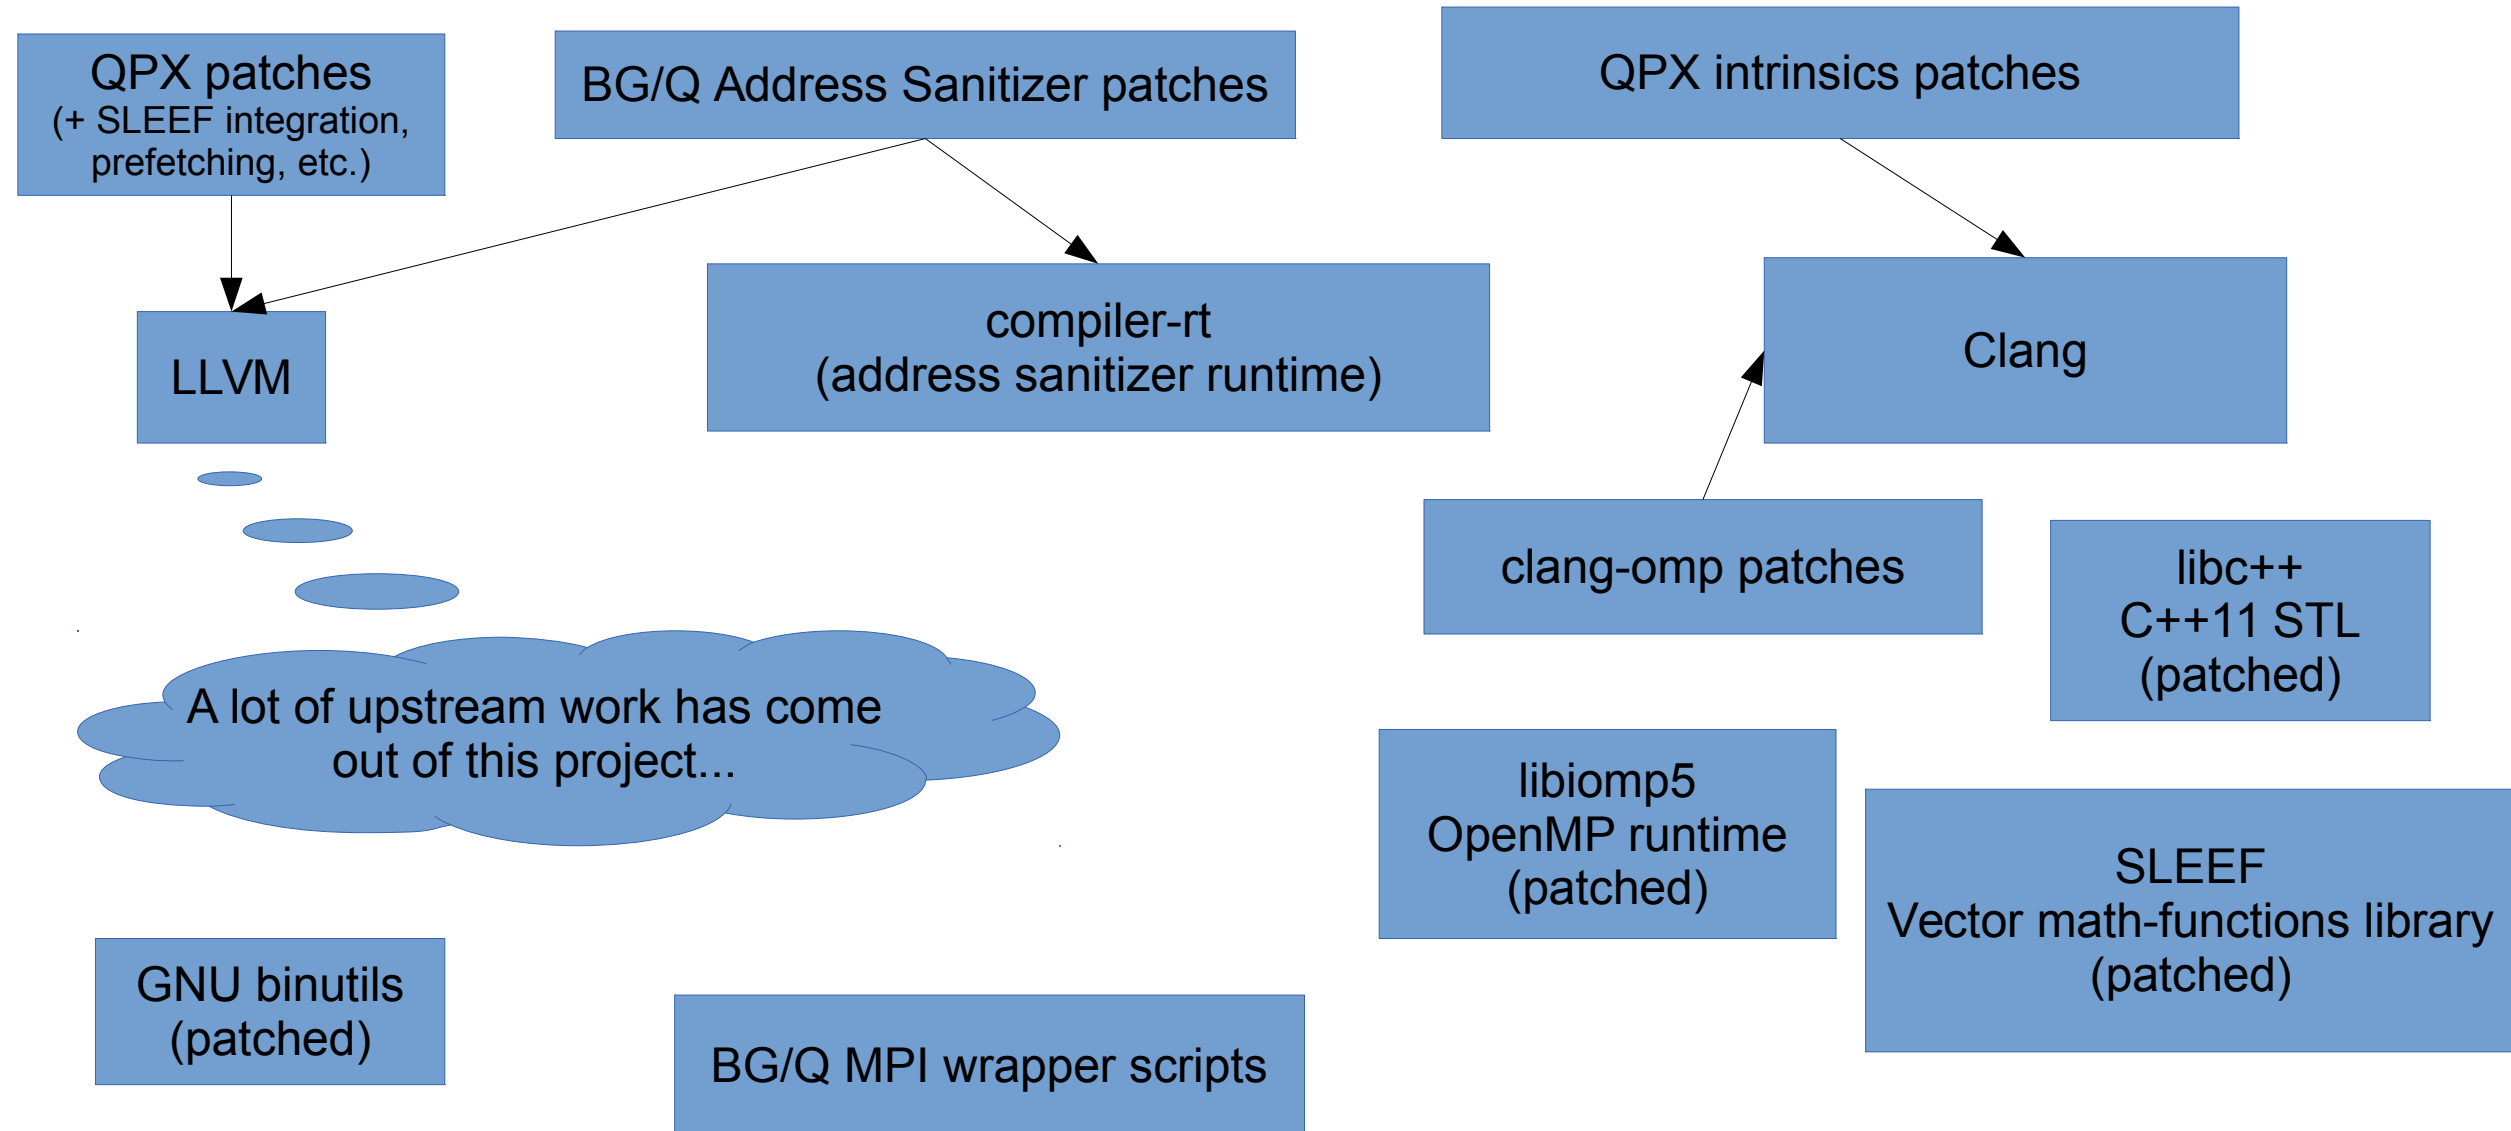 QPX patches
(+ SLEEF integration,
prefetching, etc.)
BG/Q Address Sanitizer patches
QPX intrinsics patches
LLVM
compiler-rt
(address sanitizer runtime)
Clang
clang-omp patches
libc++
C++11 STL
(patched)
A lot of upstream work has come
out of this project...
libiomp5
OpenMP runtime
(patched)
SLEEF
Vector math-functions library
(patched)
GNU binutils
(patched)
BG/Q MPI wrapper scripts